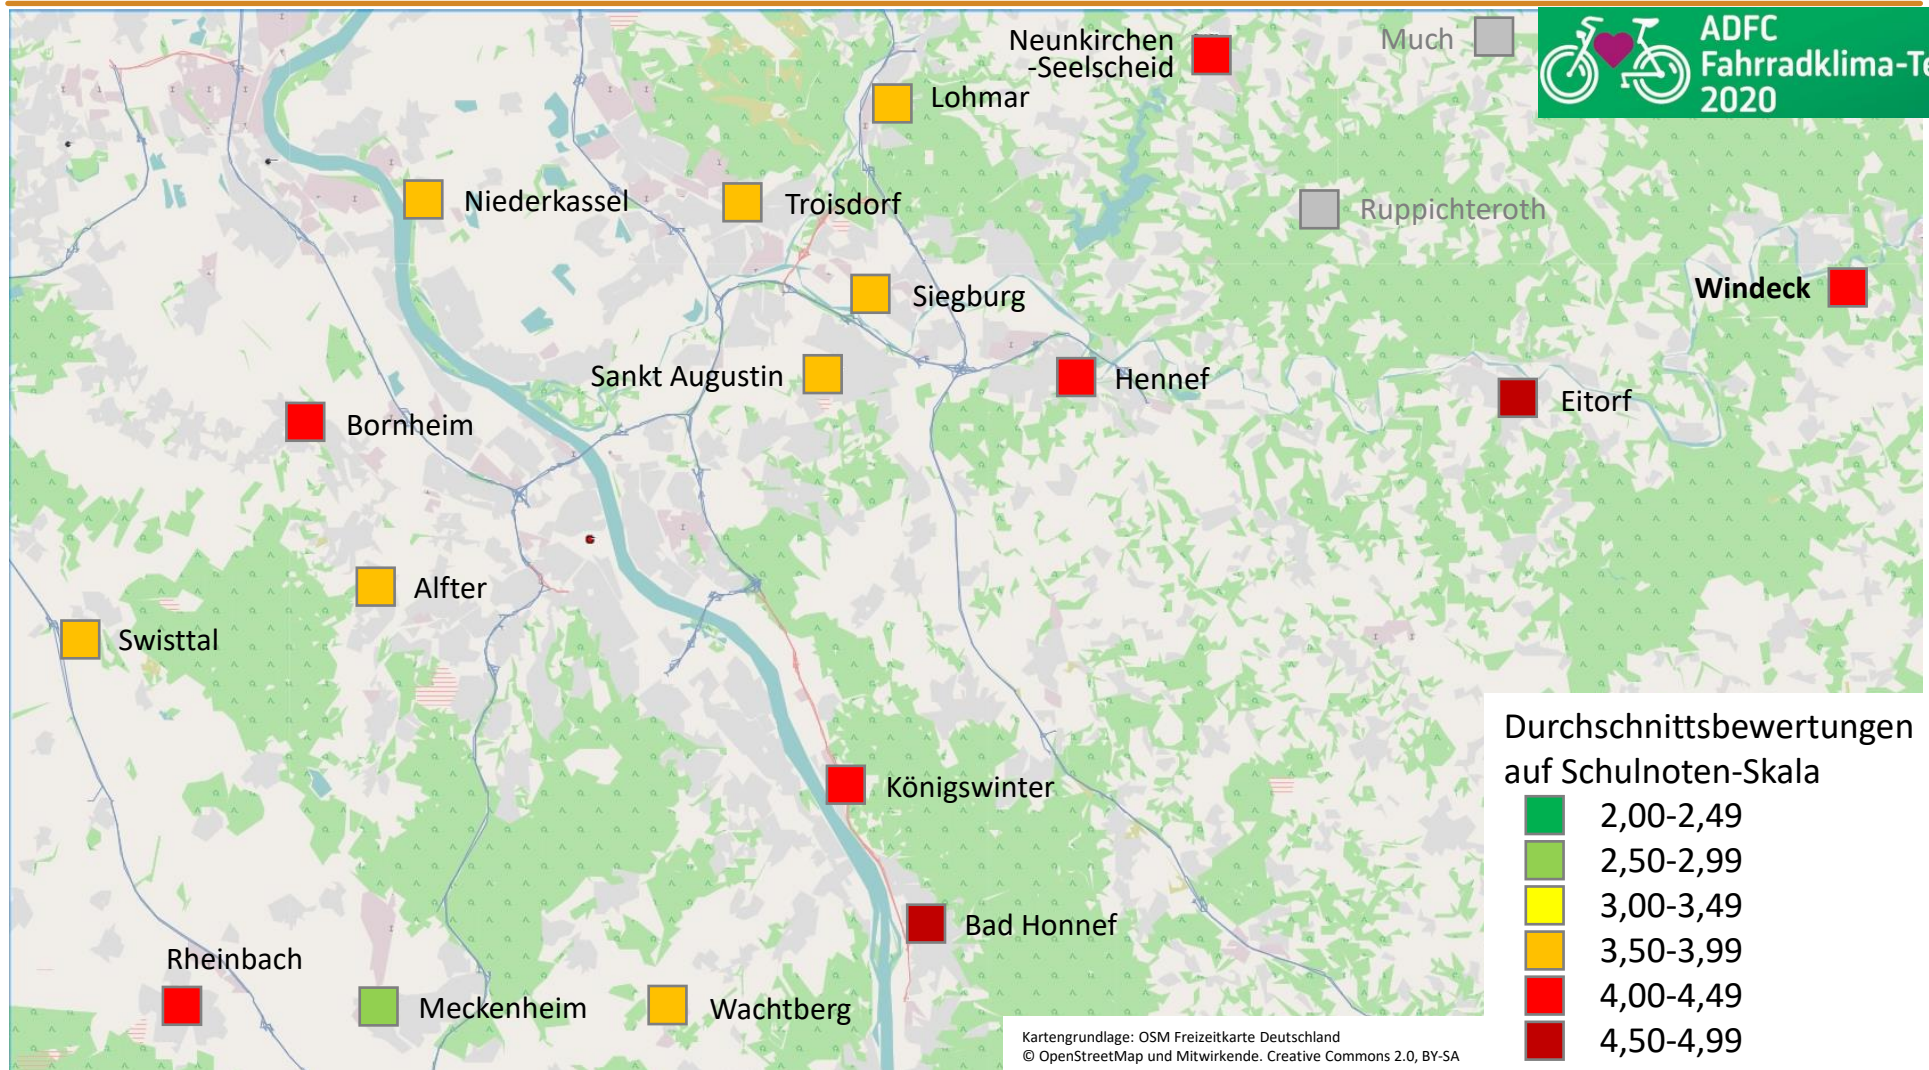 Neunkirchen
-Seelscheid
Much
ADFC
Fahrradklima-Te
2020
Lohmar
Niederkassel
Troisdorf
Ruppichteroth
Siegburg
Windeck
Sankt Augustin
Hennef
Eitorf
Bornheim
Alfter
Swisttal
Königswinter
Bad Honnef
Rheinbach
Meckenheim
Wachtberg
Durchschnittsbewertungen
auf Schulnoten-Skala
2,00-2,49
2,50-2,99
3,00-3,49
3,50-3,99
4,00-4,49
4,50-4,99
Kartengrundlage: OSM Freizeitkarte Deutschland
© OpenStreetMap und Mitwirkende. Creative Commons 2.0, BY-SA